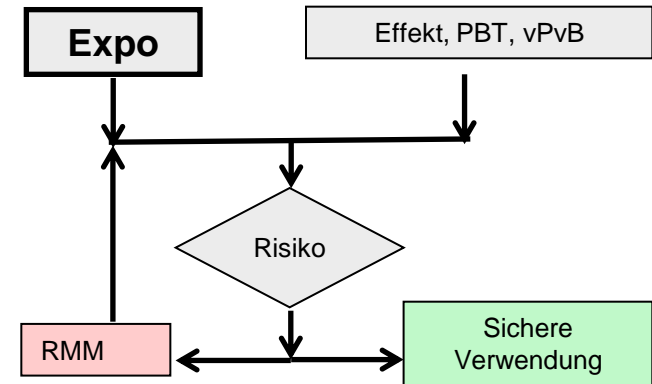 Expo
Effekt, PBT, vPvB
Risiko
RMM
Sichere
Verwendung